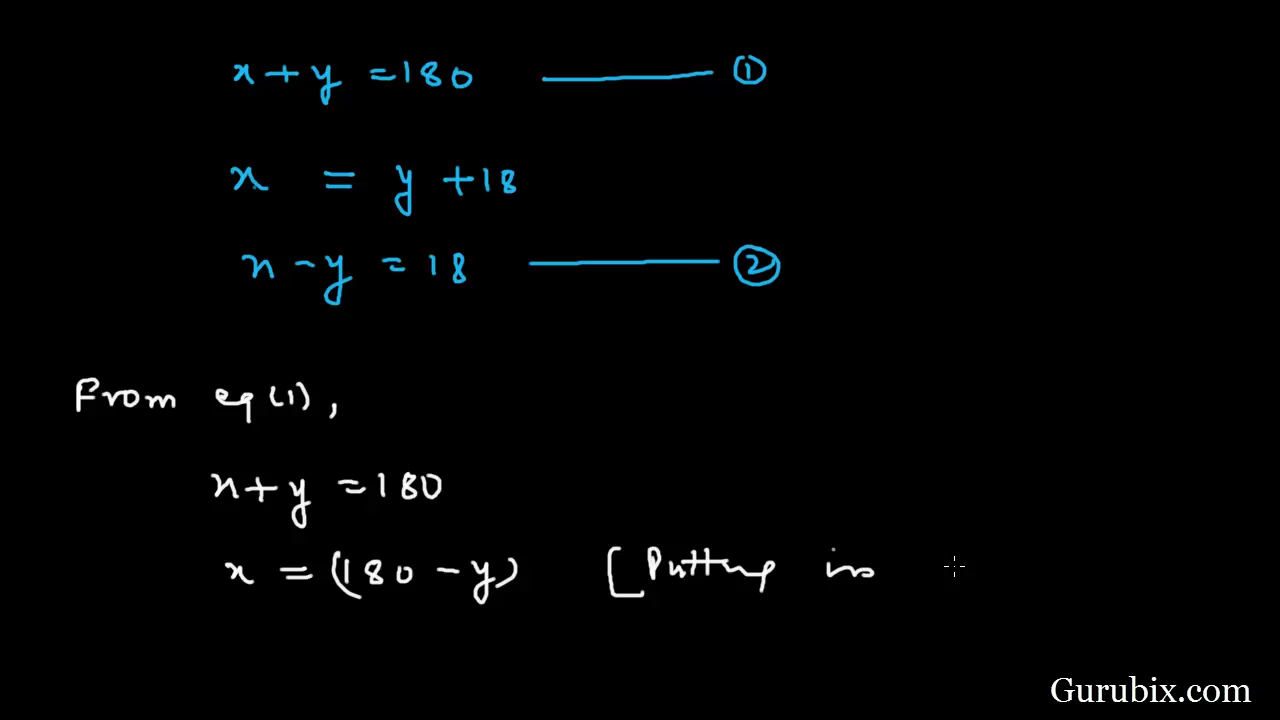 x + y = 180 ——— ①
x = y + 18
x - y = 18 ——— ②
From eq (1),
x + y = 180
x = (180 - y) [Putting in
Gurubix.com